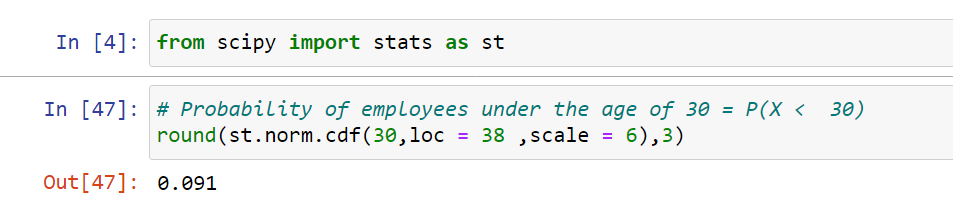 In [4]: from scipy import stats as st
In [47]: # Probability of employees under the age of 30 = P(X <  30)
round(st.norm.cdf(30,loc = 38 ,scale = 6),3)
Out[47]: 0.091